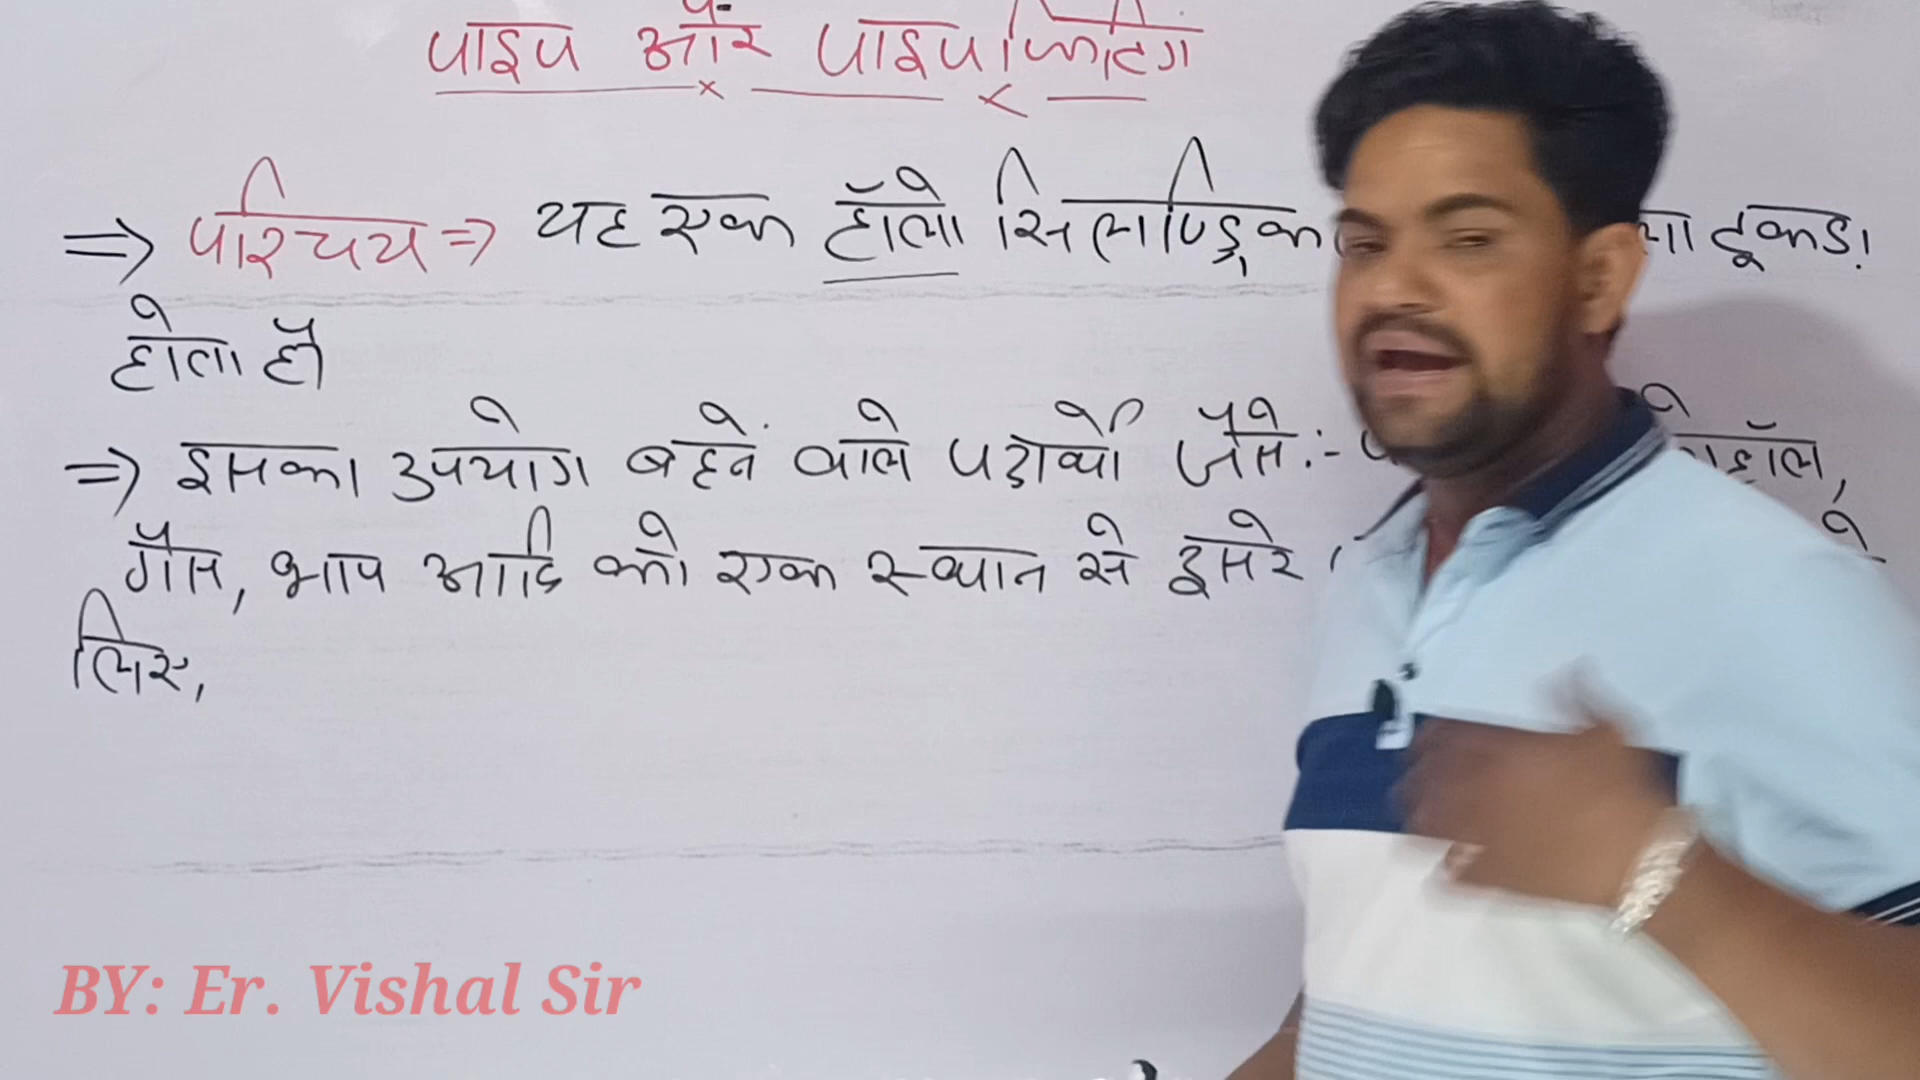 पाइप और पाइप फिटिंग
⇒ परिचय ⇒ यह एक हॉलो सिलेण्ड्रिक टूकड़ा
होता है
⇒ इसका उपयोग बहने वाले पदार्थो जैसे :-
गैस, भाप आदि को एक स्थान से दूसरे
लिए,
BY: Er. Vishal Sir